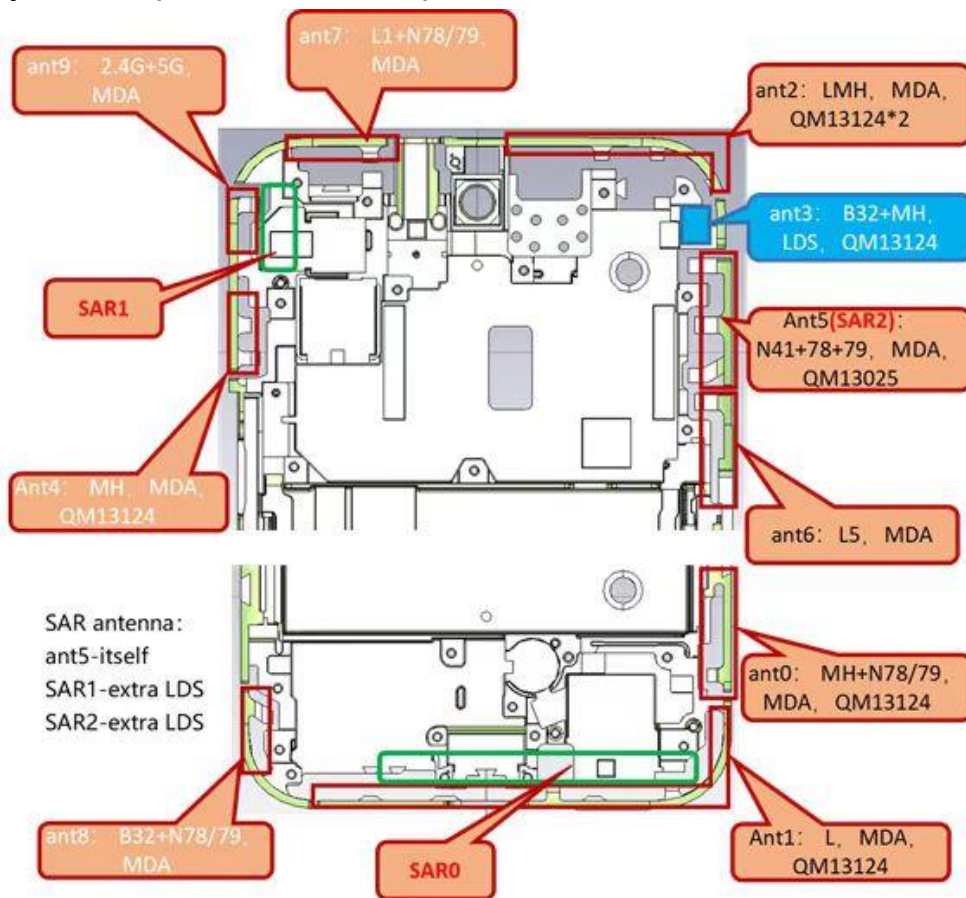 ant7： L1+N78/79，
MDA
ant9： 2.4G+5G，
MDA
ant2： LMH， MDA，
QM13124*2
ant3： B32+MH，
LDS， QM13124
SAR1
Ant5(SAR2)：
N41+78+79， MDA，
QM13025
Ant4： MH， MDA，
QM13124
ant6： L5， MDA
SAR antenna：
ant5-itself
SAR1-extra LDS
SAR2-extra LDS
ant0： MH+N78/79，
MDA， QM13124
ant8： B32+N78/79，
MDA
SAR0
Ant1： L， MDA，
QM13124